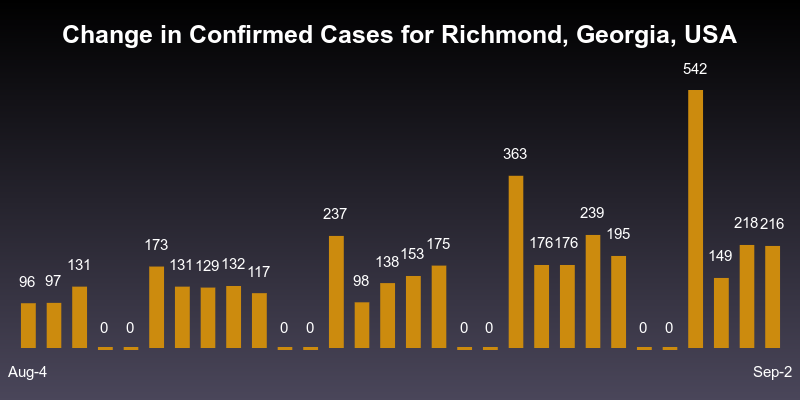 Change in Confirmed Cases for Richmond, Georgia, USA
96 97 131 0 0 173 131 129 132 117 0 0 237 98 138 153 175 0 0 363 176 176 239 195 0 0 542 149 218 216
Aug-4 Sep-2